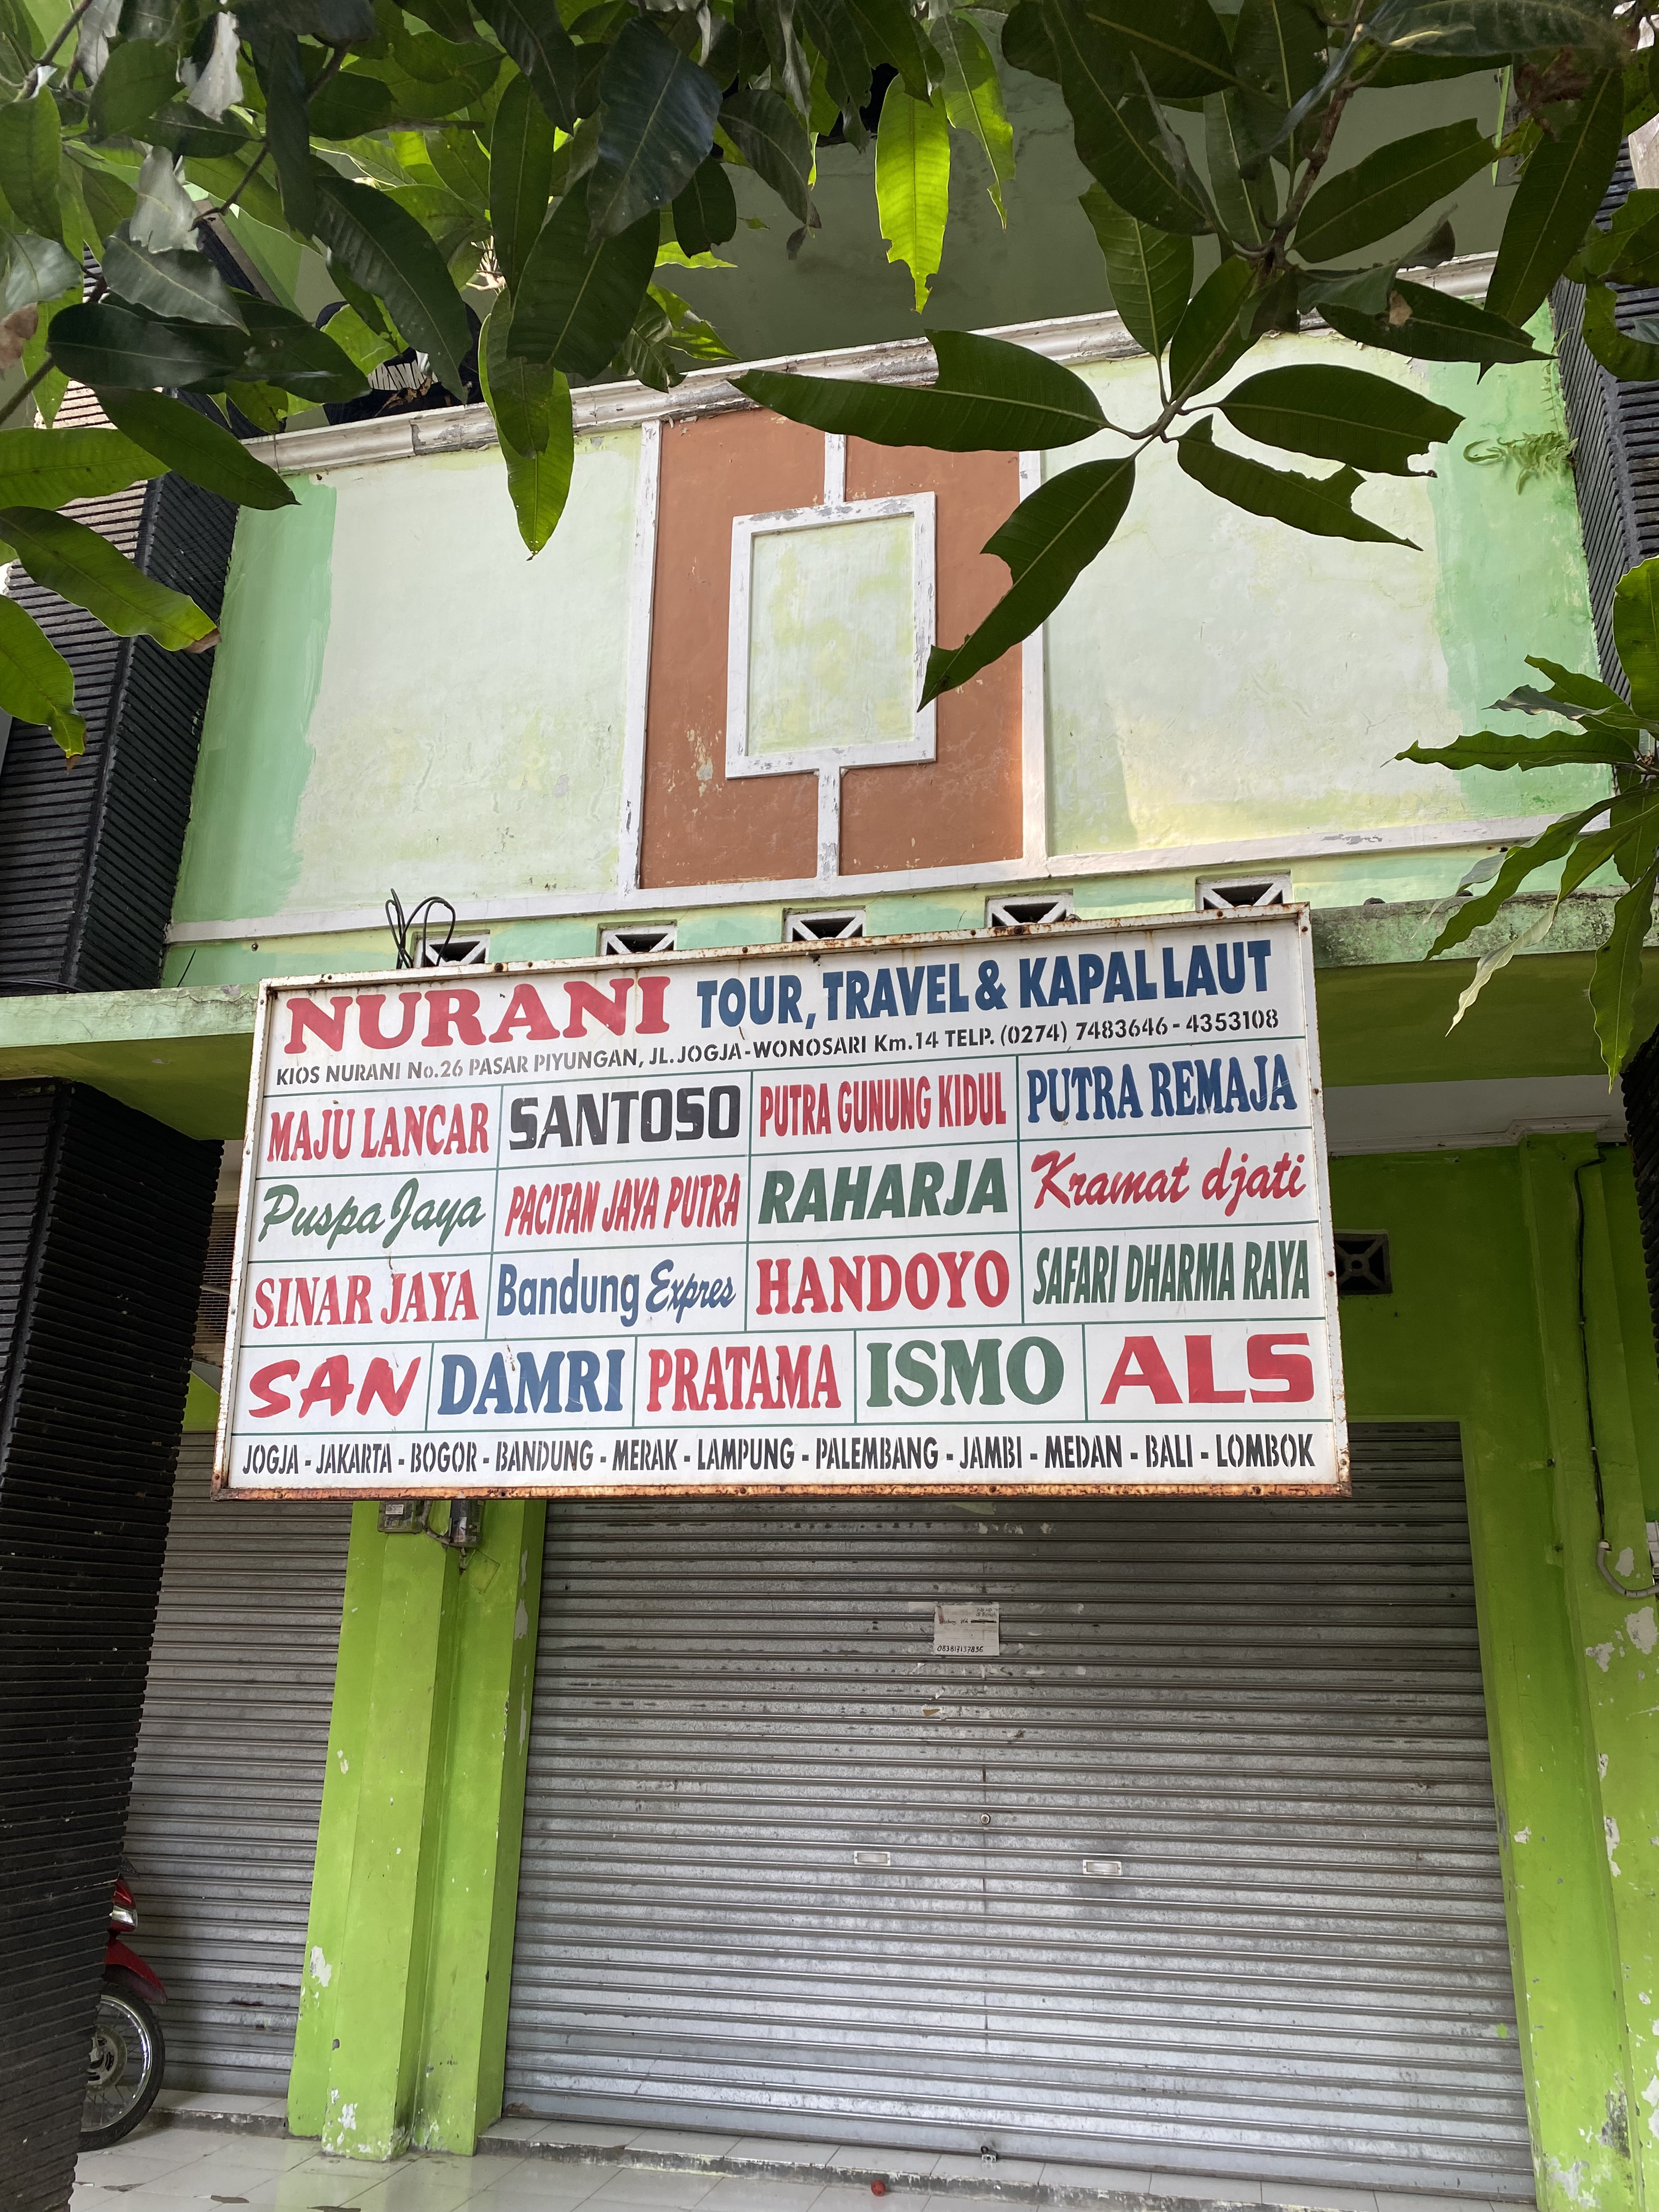 NURANI TOUR, TRAVEL & KAPAL LAUT
KIOS NURANI No.26 PASAR PIYUNGAN, JL. JOGJA-WONOSARI Km.14 TELP. (0274) 7483646 - 4353108
MAJU LANCAR SANTOSO PUTRA GUNUNG KIDUL PUTRA REMAJA
Puspa Jaya PACITAN JAYA PUTRA RAHARJA Kramat djati
SINAR JAYA Bandung Expres HANDOYO SAFARI DHARMA RAYA
SAN DAMRI PRATAMA ISMO ALS
JOGJA - JAKARTA - BOGOR - BANDUNG - MERAK - LAMPUNG - PALEMBANG - JAMBI - MEDAN - BALI - LOMBOK